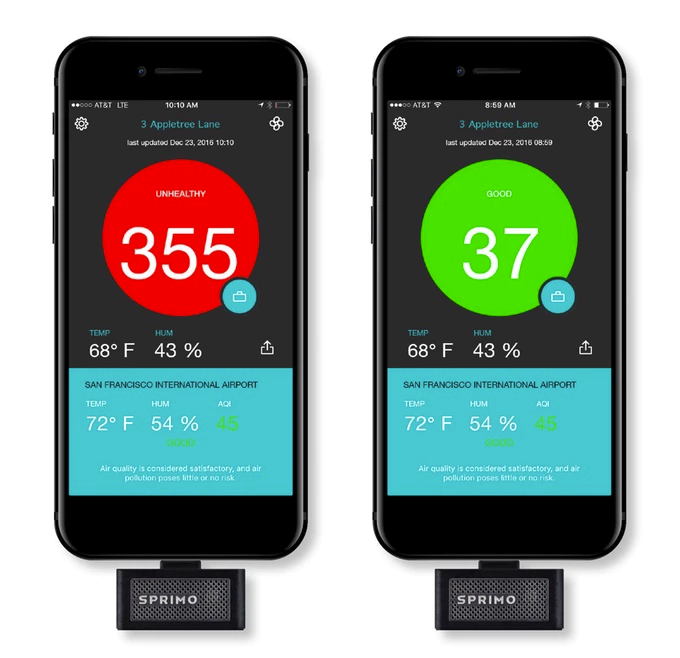 AT&T LTE 10:10 AM
3 Appletree Lane
last updated Dec 23, 2016 10:10
UNHEALTHY
355
TEMP HUM
68° F 43 %
SAN FRANCISCO INTERNATIONAL AIRPORT
TEMP HUM AQI
72° F 54 % 45
GOOD
Air quality is considered satisfactory, and air
pollution poses little or no risk.
SPRIMO
AT&T 8:59 AM
3 Appletree Lane
last updated Dec 23, 2016 08:59
GOOD
37
TEMP HUM
68° F 43 %
SAN FRANCISCO INTERNATIONAL AIRPORT
TEMP HUM AQI
72° F 54 % 45
GOOD
Air quality is considered satisfactory, and air
pollution poses little or no risk.
SPRIMO